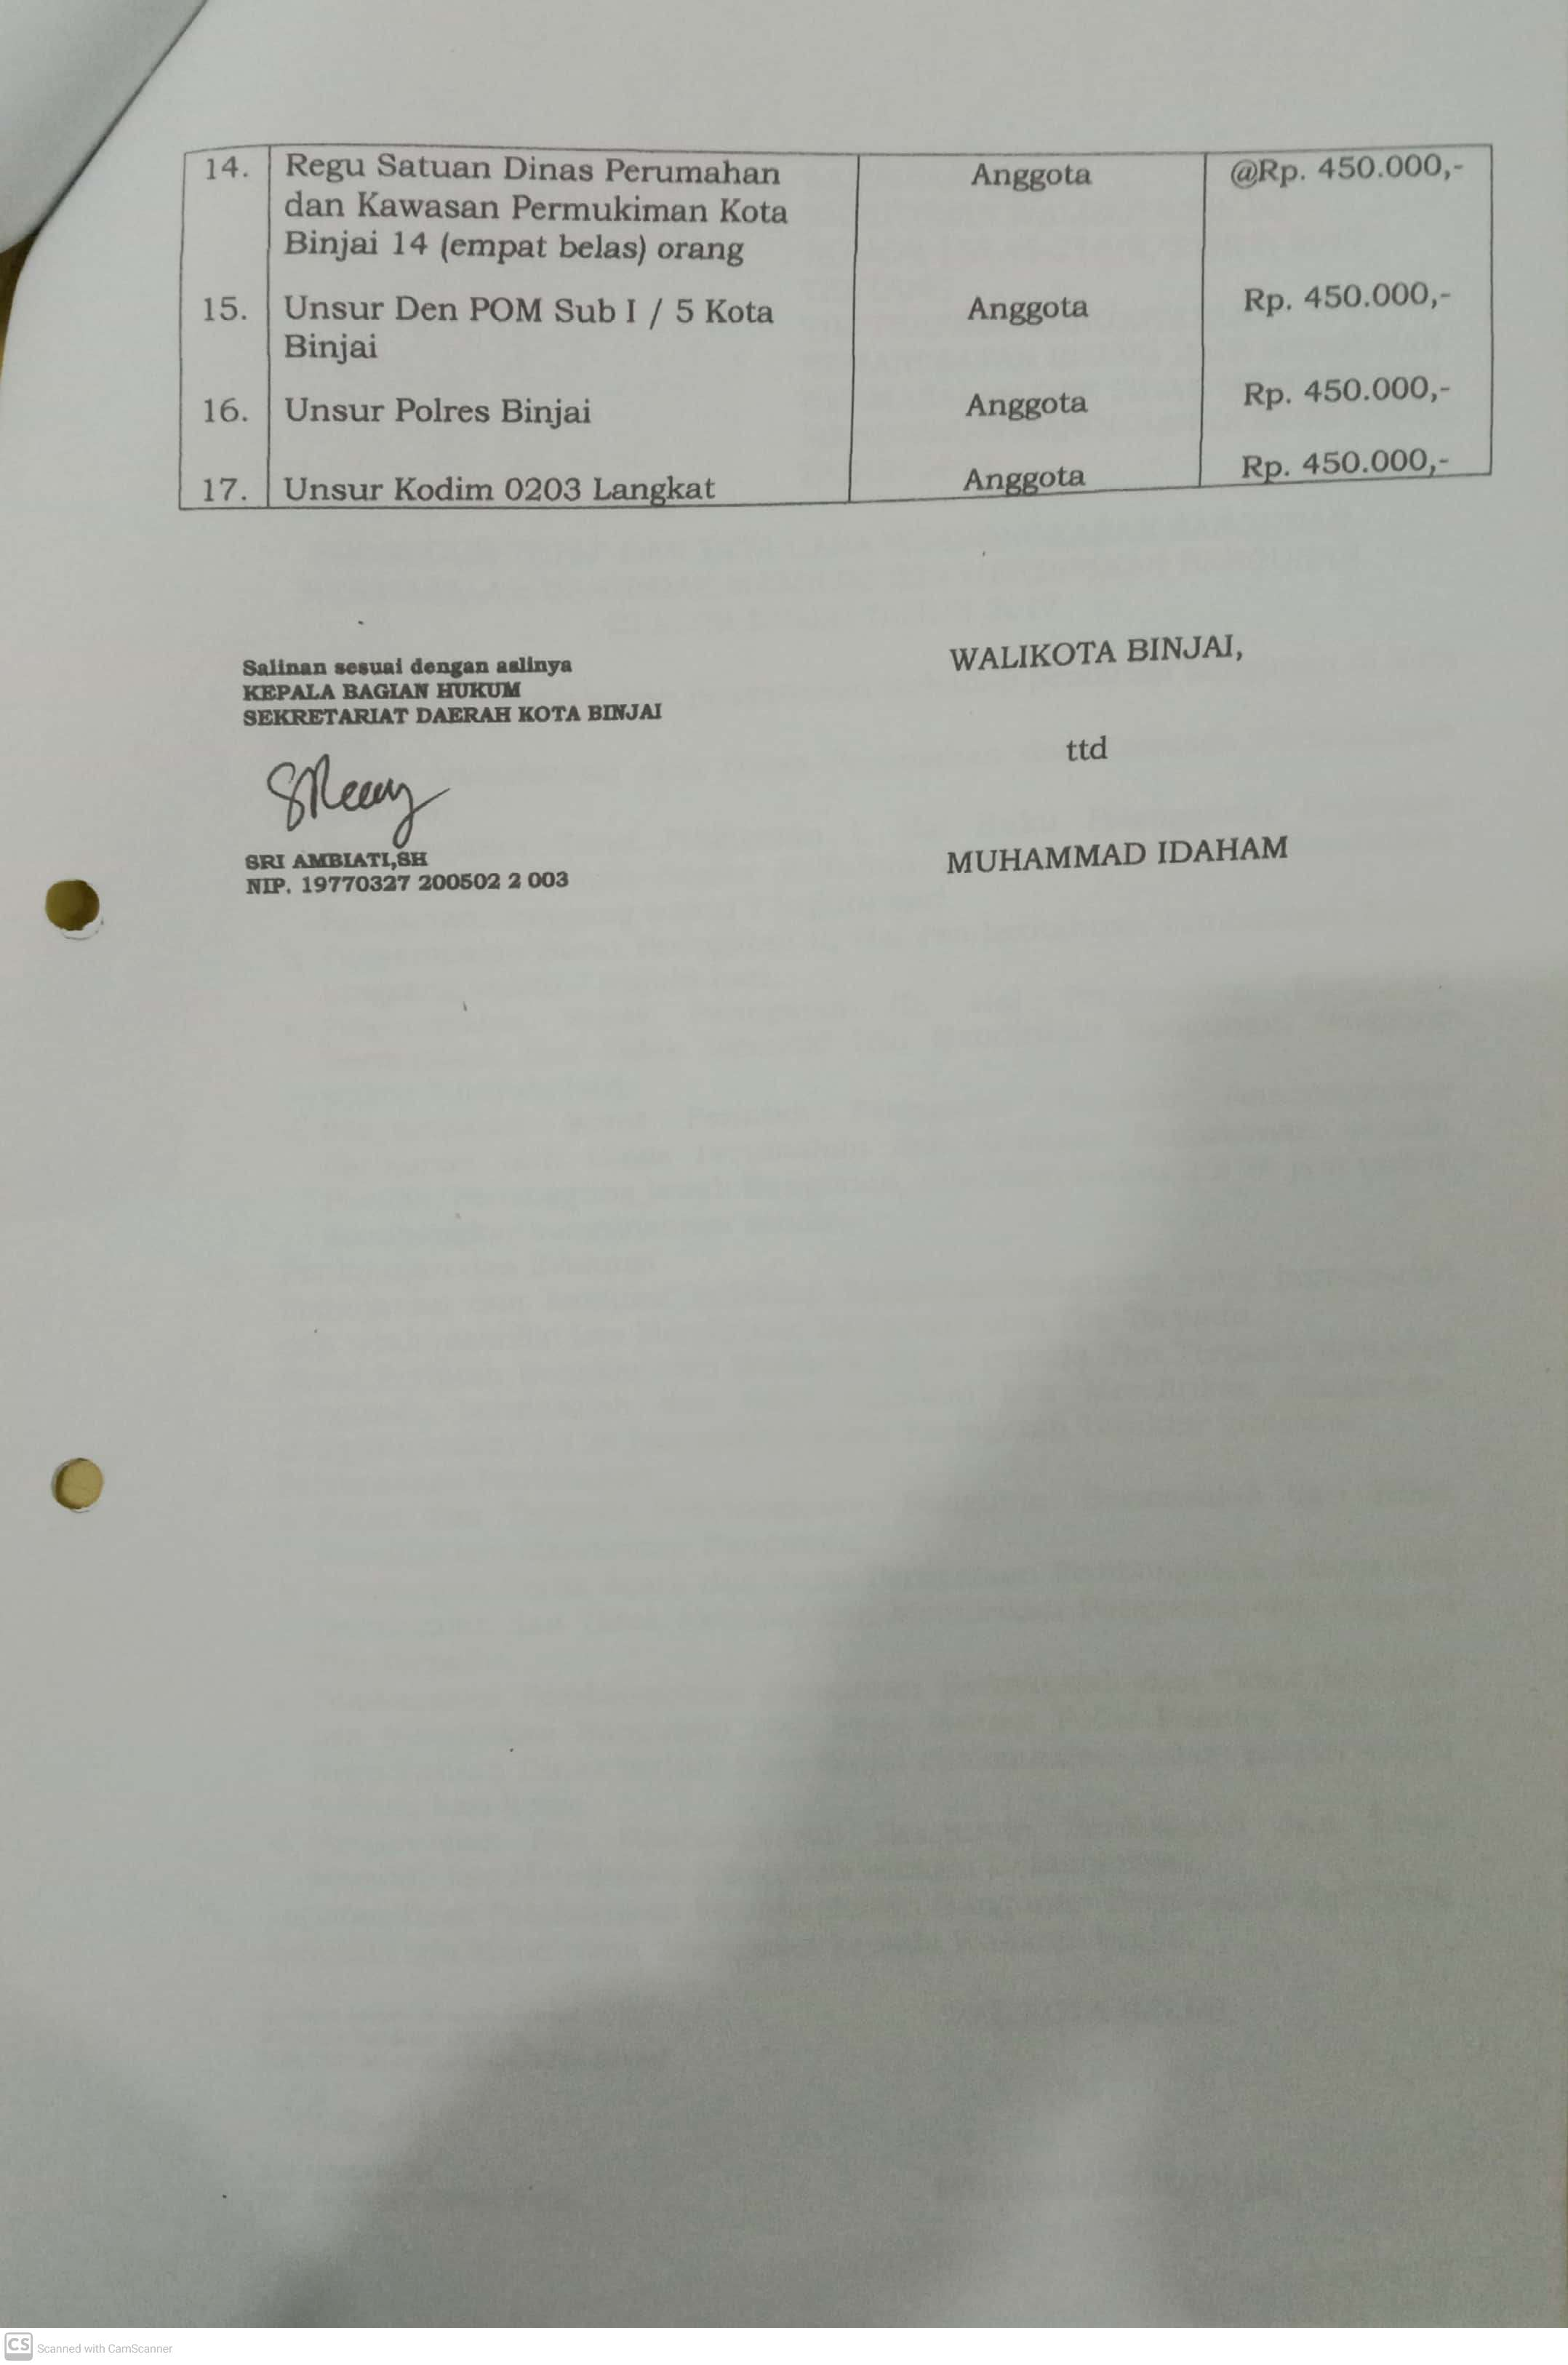 14. Regu Satuan Dinas Perumahan Anggota @Rp. 450.000,-
dan Kawasan Permukiman Kota
Binjai 14 (empat belas) orang
15. Unsur Den POM Sub I / 5 Kota Anggota Rp. 450.000,-
Binjai
16. Unsur Polres Binjai Anggota Rp. 450.000,-
17. Unsur Kodim 0203 Langkat Anggota Rp. 450.000,-
Salinan sesuai dengan aslinya
KEPALA BAGIAN HUKUM
SEKRETARIAT DAERAH KOTA BINJAI
SRI AMBIATI,SH
NIP. 19770327 200502 2 003
WALIKOTA BINJAI,
ttd
MUHAMMAD IDAHAM
CS Scanned with CamScanner